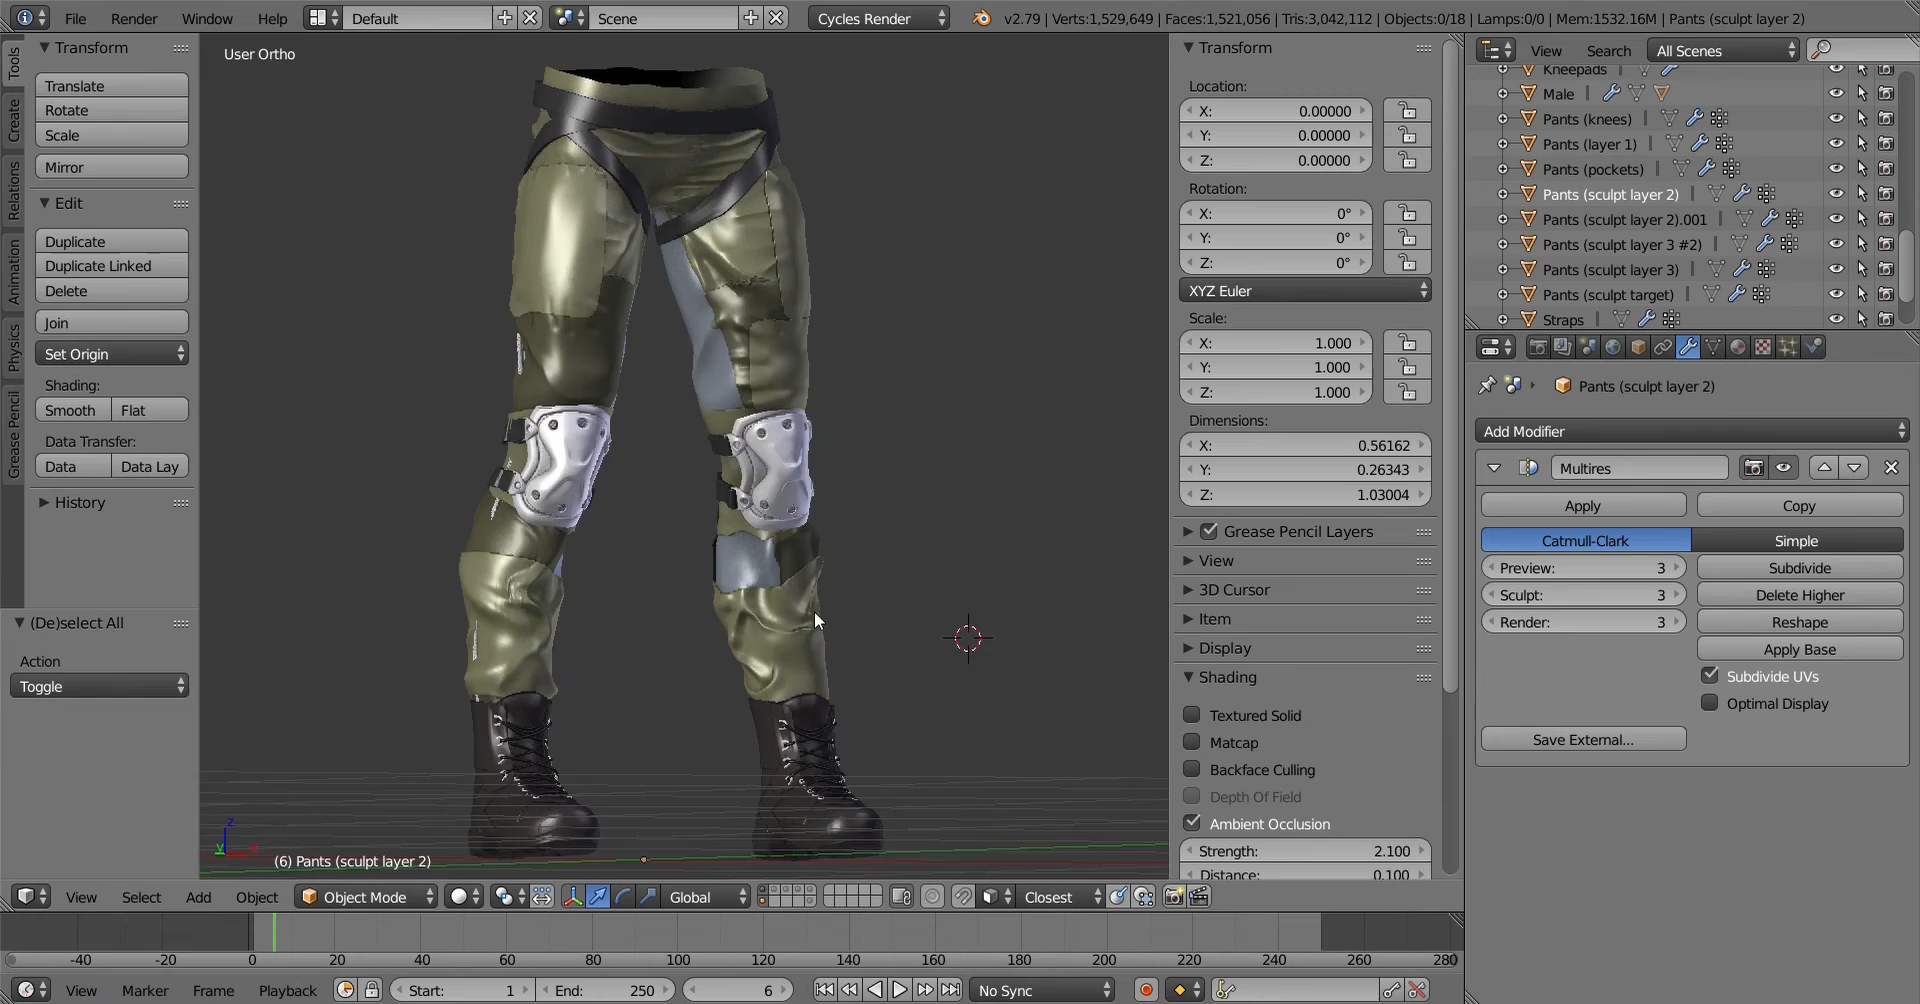 File Render Window Help Default Scene Cycles Render v2.79 | Verts:1,529,649 | Faces:1,521,056 | Tris:3,042,112 | Objects:0/18 | Lamps:0/0 | Mem:1532.16M | Pants (sculpt layer 2)
Tools
Create
Relations
Animation
Physics
Grease Pencil
Transform
Translate
Rotate
Scale
Mirror
Edit
Duplicate
Duplicate Linked
Delete
Join
Set Origin
Shading:
Smooth Flat
Data Transfer:
Data Data Lay
History
(De)select All
Action
Toggle
User Ortho
(6) Pants (sculpt layer 2)
z
y
Transform
Location:
X: 0.00000
Y: 0.00000
Z: 0.00000
Rotation:
X: 0°
Y: 0°
Z: 0°
XYZ Euler
Scale:
X: 1.000
Y: 1.000
Z: 1.000
Dimensions:
X: 0.56162
Y: 0.26343
Z: 1.03004
Grease Pencil Layers
View
3D Cursor
Item
Display
Shading
Textured Solid
Matcap
Backface Culling
Depth Of Field
Ambient Occlusion
Strength: 2.100
Distance: 0.100
View Search All Scenes
Kneepads
Male
Pants (knees)
Pants (layer 1)
Pants (pockets)
Pants (sculpt layer 2)
Pants (sculpt layer 2).001
Pants (sculpt layer 3 #2)
Pants (sculpt layer 3)
Pants (sculpt target)
Straps
Pants (sculpt layer 2)
Add Modifier
Multires
Apply Copy
Catmull-Clark Simple
Preview: 3 Subdivide
Sculpt: 3 Delete Higher
Render: 3 Reshape
Apply Base
Subdivide UVs
Optimal Display
Save External...
View Select Add Object Object Mode Global Closest
-40 -20 0 20 40 60 80 100 120 140 160 180 200 220 240 260 280
View Marker Frame Playback Start: 1 End: 250 6 No Sync